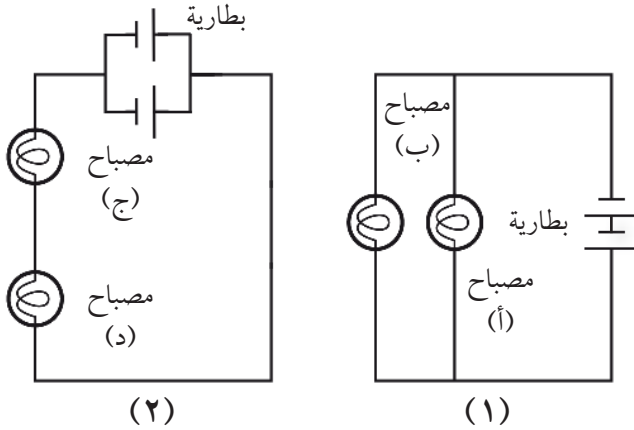 بطارية
مصباح
(ب)
بطارية
مصباح
(أ)
(١)
مصباح
(ج)
مصباح
(د)
(٢)